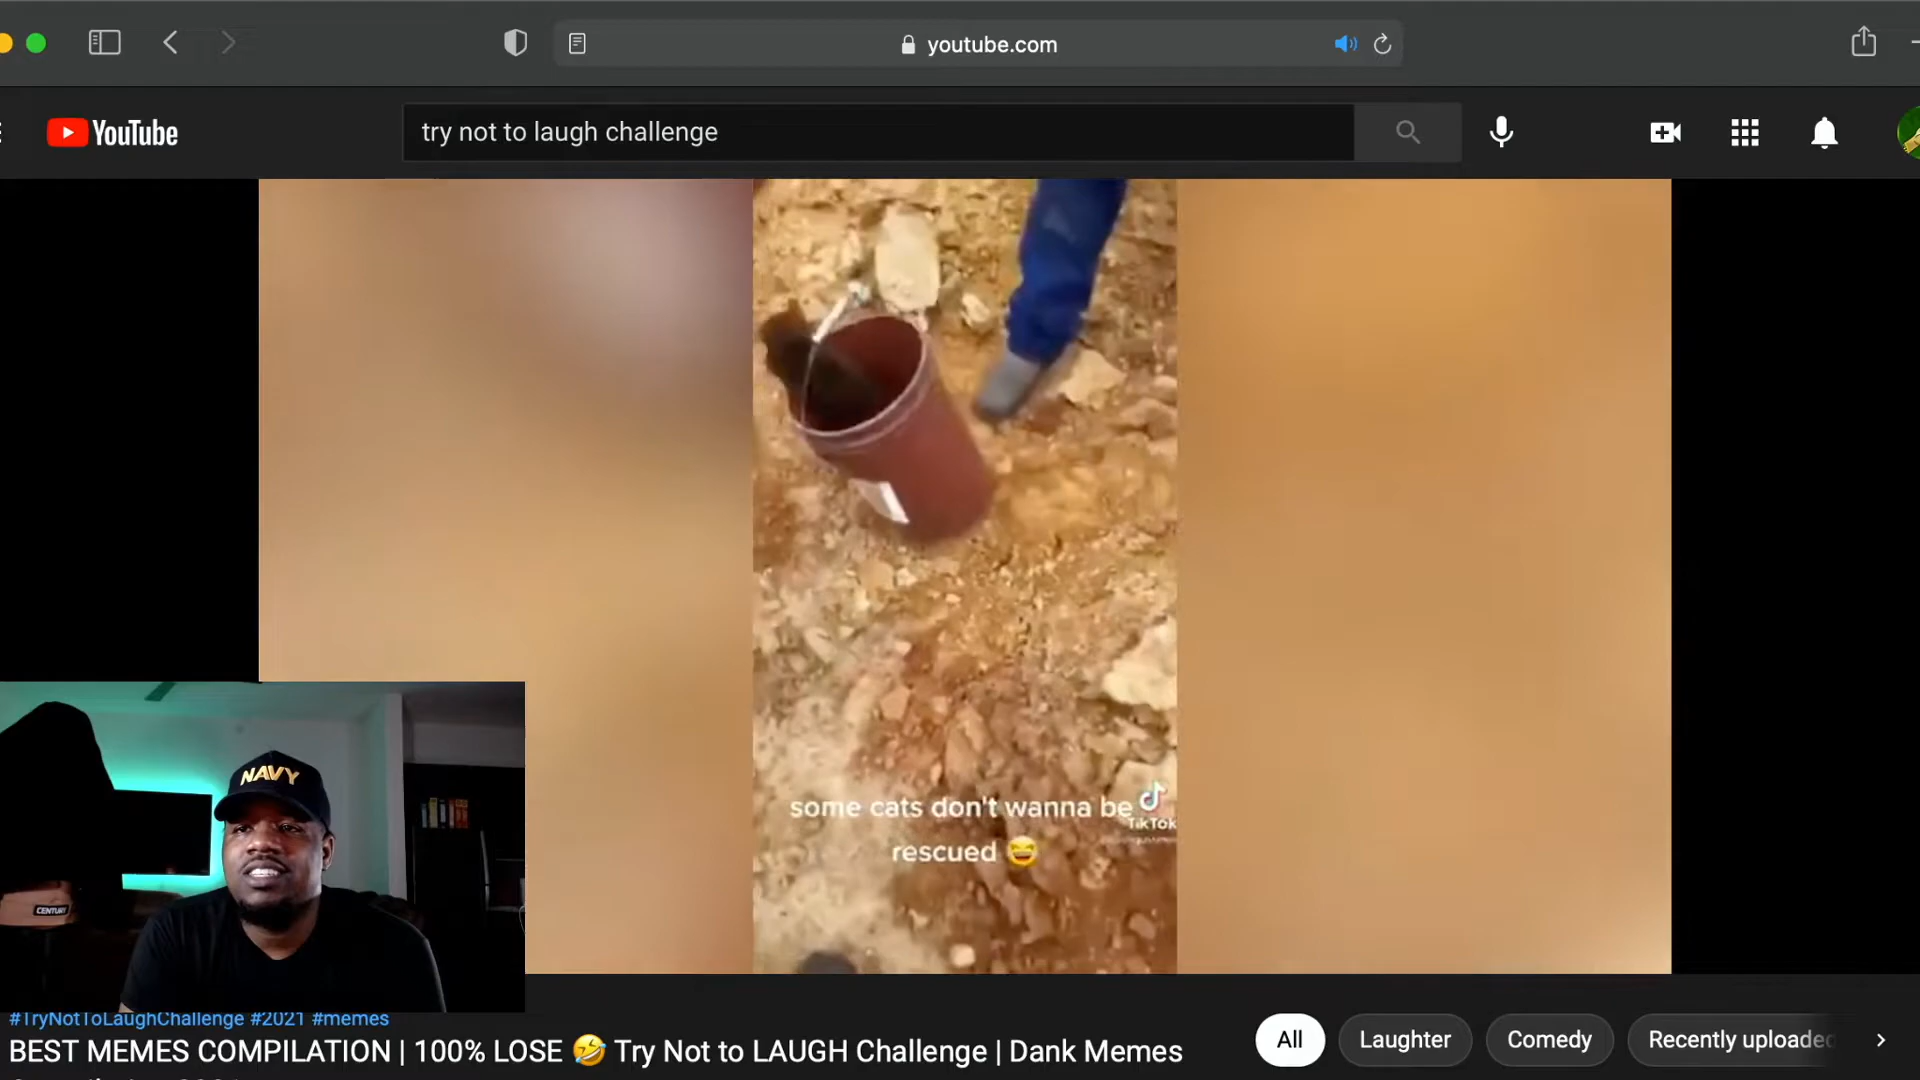 youtube.com
YouTube
try not to laugh challenge
some cats don't wanna be
TikTok
rescued 😆
NAVY
CENTURY
#TryNotToLaughChallenge #2021 #memes
BEST MEMES COMPILATION | 100% LOSE 🤣 Try Not to LAUGH Challenge | Dank Memes
All
Laughter
Comedy
Recently uploaded